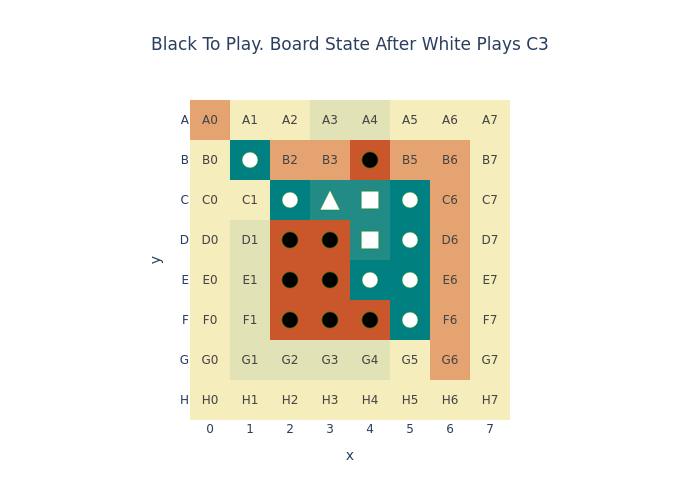 Black To Play. Board State After White Plays C3
A A0 A1 A2 A3 A4 A5 A6 A7
B B0 B2 B3 B5 B6 B7
C C0 C1 C6 C7
D D0 D1 D6 D7
y
E E0 E1 E6 E7
F F0 F1 F6 F7
G G0 G1 G2 G3 G4 G5 G6 G7
H H0 H1 H2 H3 H4 H5 H6 H7
0 1 2 3 4 5 6 7
x